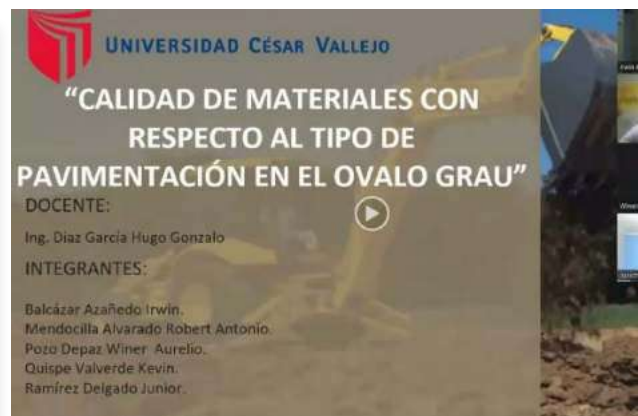 UNIVERSIDAD CÉSAR VALLEJO
“CALIDAD DE MATERIALES CON
RESPECTO AL TIPO DE
PAVIMENTACIÓN EN EL OVALO GRAU”
DOCENTE:
Ing. Diaz García Hugo Gonzalo
INTEGRANTES:
Balcázar Azañedo Irwin.
Mendocilla Alvarado Robert Antonio.
Pozo Depaz Winer Aurelio.
Quispe Valverde Kevin.
Ramírez Delgado Junior.